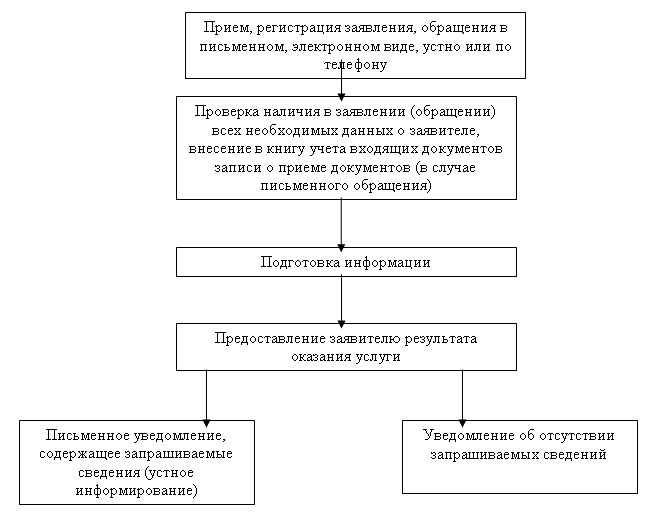 Прием, регистрация заявления, обращения в
письменном, электронном виде, устно или по
телефону
Проверка наличия в заявлении (обращении)
всех необходимых данных о заявителе,
внесение в книгу учета входящих документов
записи о приеме документов (в случае
письменного обращения)
Подготовка информации
Предоставление заявителю результата
оказания услуги
Письменное уведомление,
содержащее запрашиваемые
сведения (устное
информирование)
Уведомление об отсутствии
запрашиваемых сведений